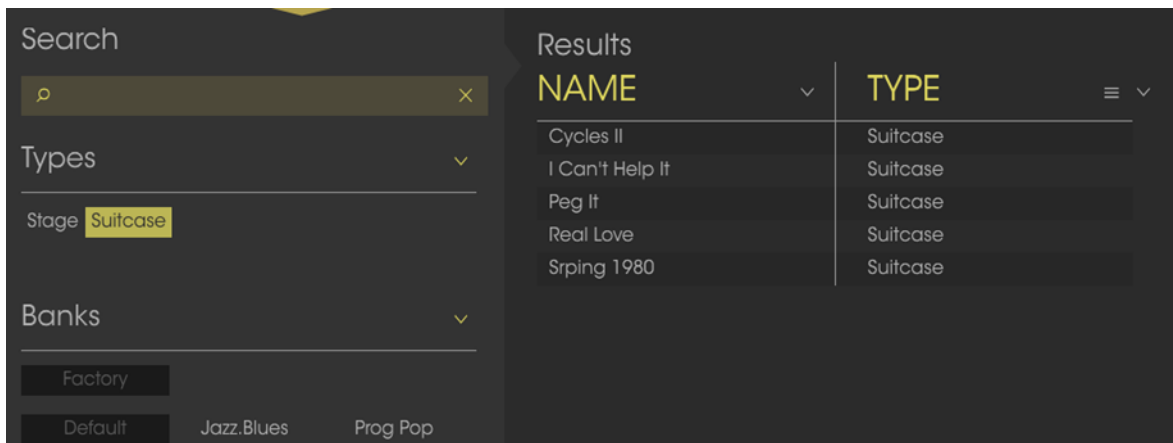 Search
Types
Stage Suitcase
Banks
Factory
Default Jazz.Blues Prog Pop
Results
NAME TYPE
Cycles II Suitcase
I Can't Help It Suitcase
Peg It Suitcase
Real Love Suitcase
Srping 1980 Suitcase